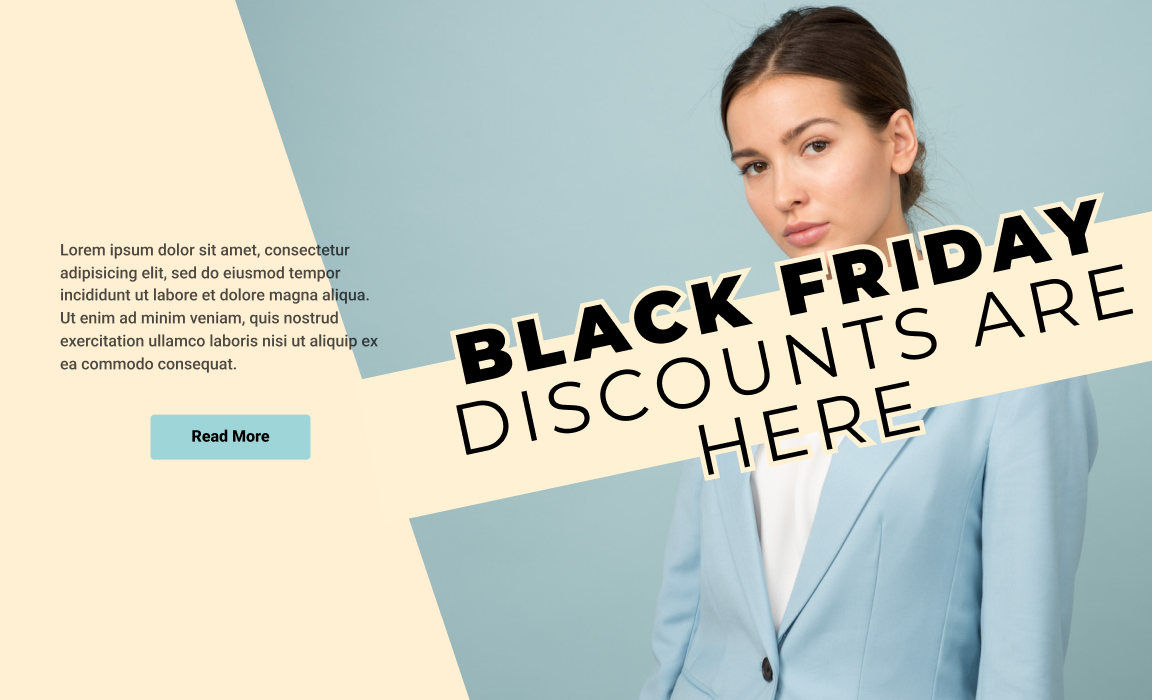 BLACK FRIDAY
DISCOUNTS ARE
HERE
Lorem ipsum dolor sit amet, consectetur
adipisicing elit, sed do eiusmod tempor
incididunt ut labore et dolore magna aliqua.
Ut enim ad minim veniam, quis nostrud
exercitation ullamco laboris nisi ut aliquip ex
ea commodo consequat.
Read More